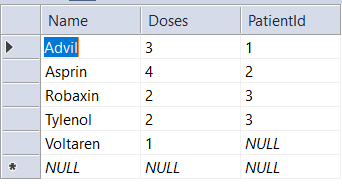 Name Doses PatientId
Advil 3 1
Asprin 4 2
Robaxin 2 3
Tylenol 2 3
Voltaren 1 NULL
* NULL NULL NULL